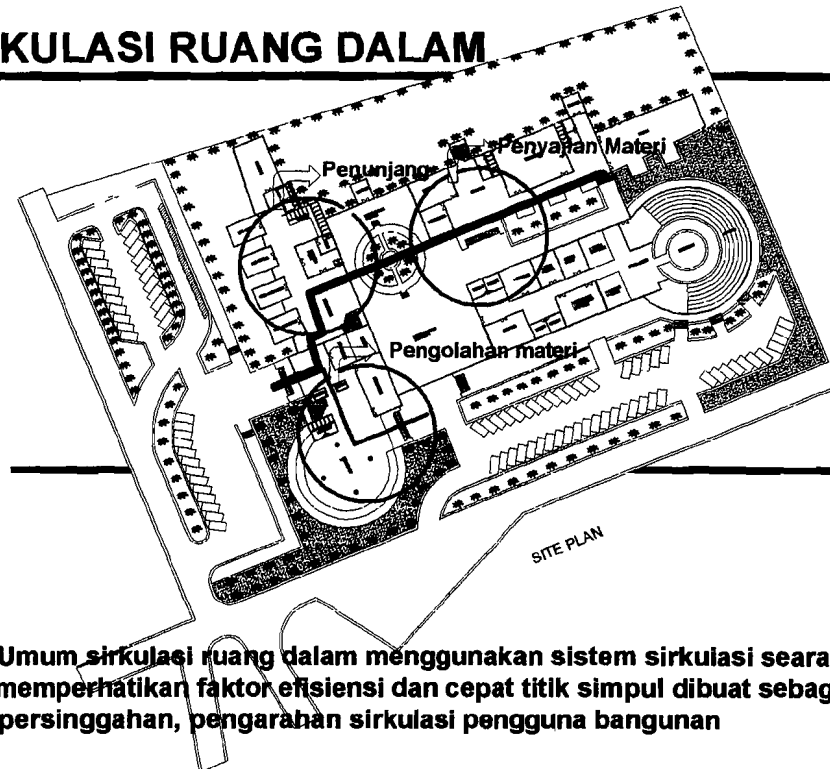 KULASI RUANG DALAM
Penyajian Materi
Penunjang
Pengolahan materi
SITE PLAN
Umum sirkulasi ruang dalam menggunakan sistem sirkulasi seara
memperhatikan faktor efisiensi dan cepat titik simpul dibuat sebag
persinggahan, pengarahan sirkulasi pengguna bangunan